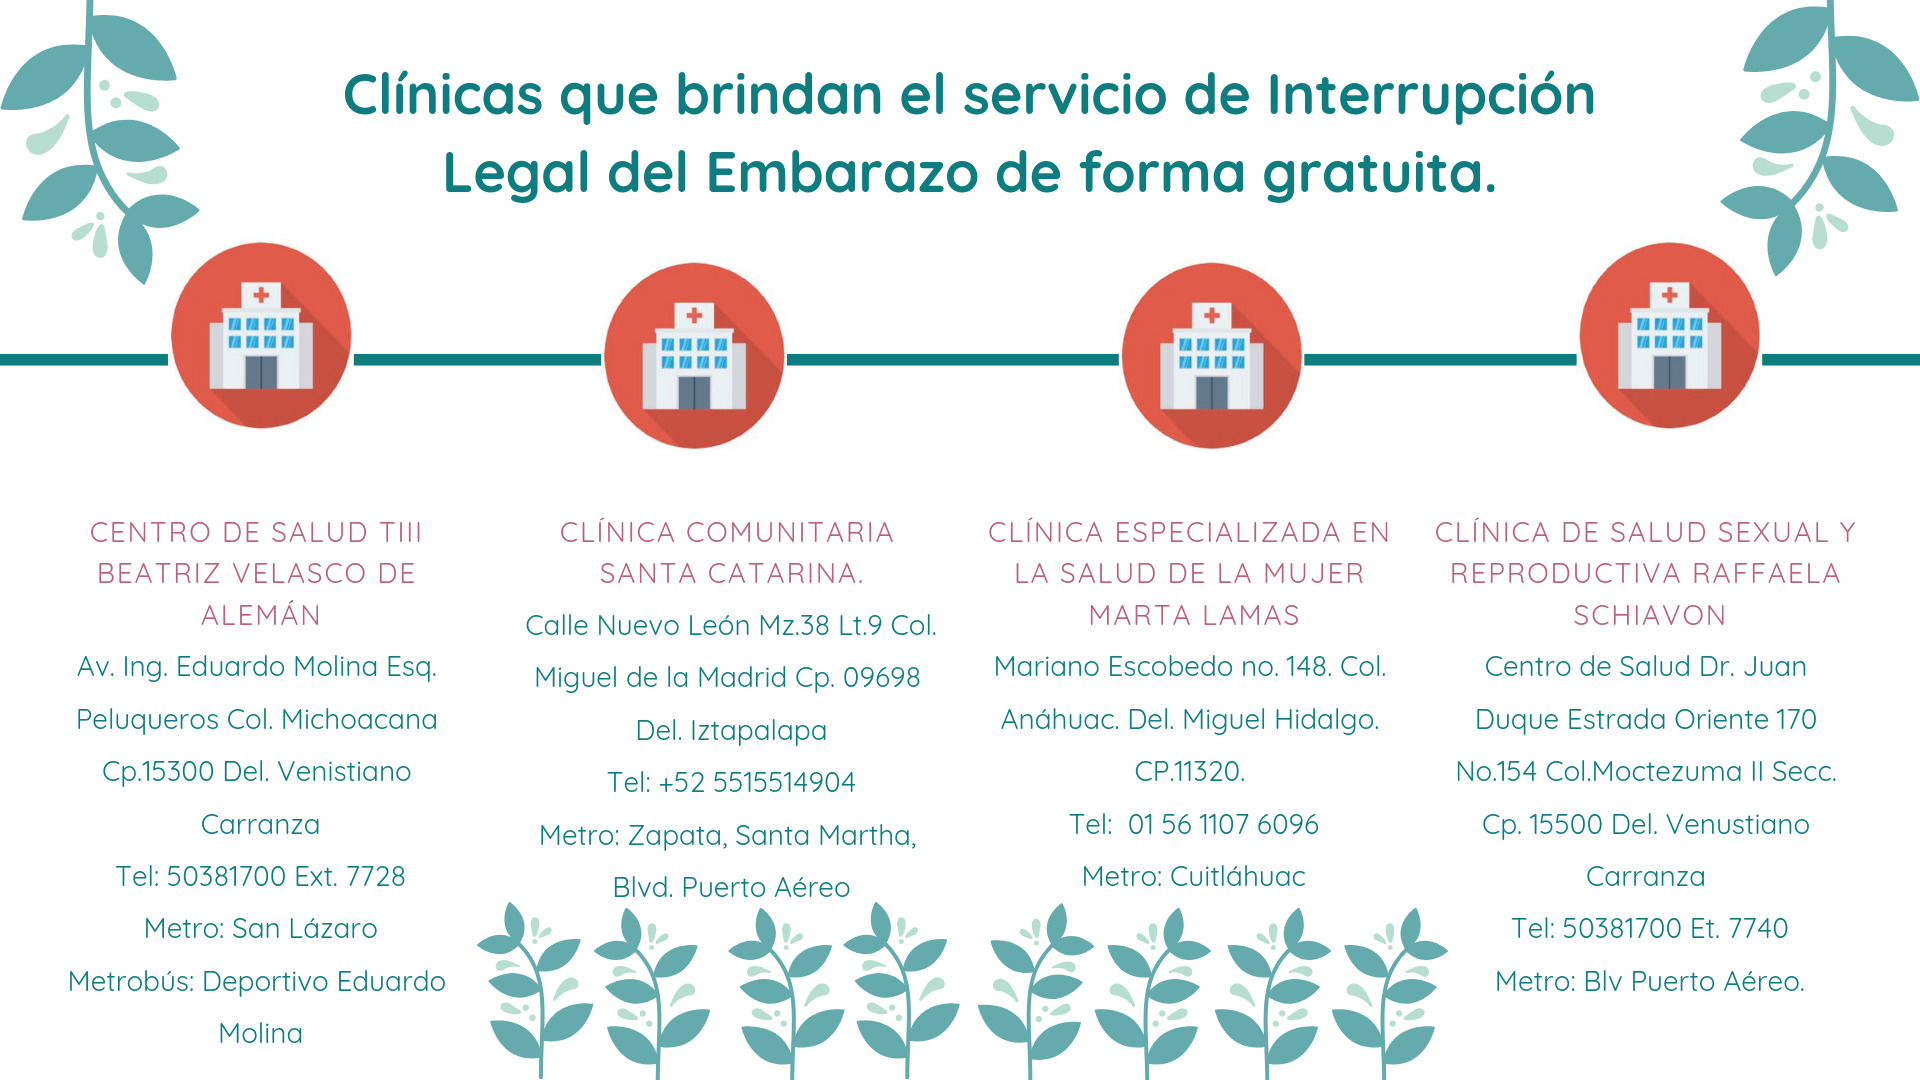 Clínicas que brindan el servicio de Interrupción
Legal del Embarazo de forma gratuita.
CENTRO DE SALUD TIII
BEATRIZ VELASCO DE
ALEMÁN
Av. Ing. Eduardo Molina Esq.
Peluqueros Col. Michoacana
Cp.15300 Del. Venistiano
Carranza
Tel: 50381700 Ext. 7728
Metro: San Lázaro
Metrobús: Deportivo Eduardo
Molina
CLÍNICA COMUNITARIA
SANTA CATARINA.
Calle Nuevo León Mz.38 Lt.9 Col.
Miguel de la Madrid Cp. 09698
Del. Iztapalapa
Tel: +52 5515514904
Metro: Zapata, Santa Martha,
Blvd. Puerto Aéreo
CLÍNICA ESPECIALIZADA EN
LA SALUD DE LA MUJER
MARTA LAMAS
Mariano Escobedo no. 148. Col.
Anáhuac. Del. Miguel Hidalgo.
CP.11320.
Tel:  01 56 1107 6096
Metro: Cuitláhuac
CLÍNICA DE SALUD SEXUAL Y
REPRODUCTIVA RAFFAELA
SCHIAVON
Centro de Salud Dr. Juan
Duque Estrada Oriente 170
No.154 Col.Moctezuma II Secc.
Cp. 15500 Del. Venustiano
Carranza
Tel: 50381700 Et. 7740
Metro: Blv Puerto Aéreo.